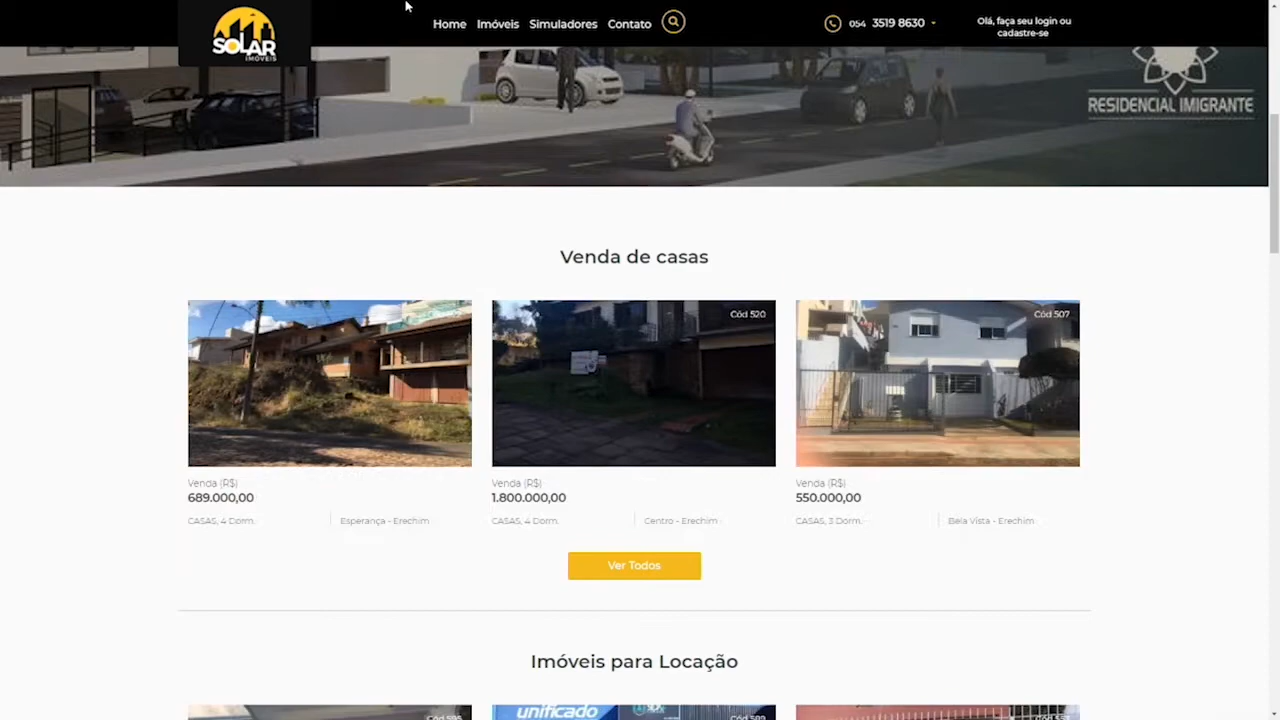 SOLAR
IMÓVEIS
Home Imóveis Simuladores Contato
054 3519 8630
Olá, faça seu login ou
cadastre-se
RESIDENCIAL IMIGRANTE
Venda de casas
Cód 520
Cód 507
Venda (R$)
689.000,00
CASAS, 4 Dorm.
Esperança - Erechim
Venda (R$)
1.800.000,00
CASAS, 4 Dorm.
Centro - Erechim
Venda (R$)
550.000,00
CASAS, 3 Dorm.
Bela Vista - Erechim
Ver Todos
Imóveis para Locação
unificado